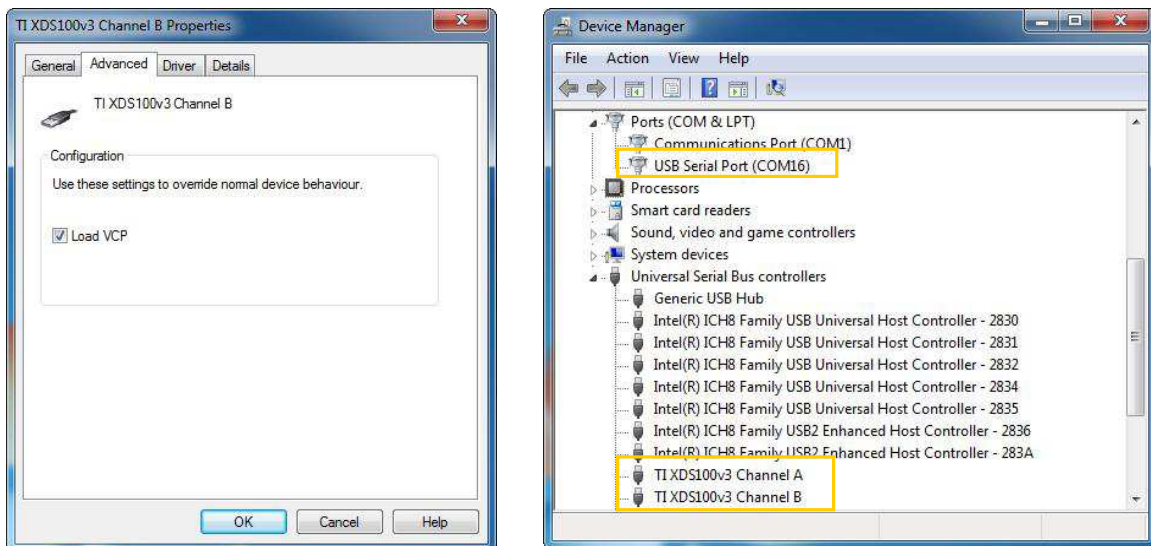 TI XDS100v3 Channel B Properties
General Advanced Driver Details
TI XDS100v3 Channel B
Configuration
Use these settings to override normal device behaviour.
Load VCP
OK Cancel Help
Device Manager
File Action View Help
Ports (COM & LPT)
Communications Port (COM1)
USB Serial Port (COM16)
Processors
Smart card readers
Sound, video and game controllers
System devices
Universal Serial Bus controllers
Generic USB Hub
Intel(R) ICH8 Family USB Universal Host Controller - 2830
Intel(R) ICH8 Family USB Universal Host Controller - 2831
Intel(R) ICH8 Family USB Universal Host Controller - 2832
Intel(R) ICH8 Family USB Universal Host Controller - 2834
Intel(R) ICH8 Family USB Universal Host Controller - 2835
Intel(R) ICH8 Family USB2 Enhanced Host Controller - 2836
Intel(R) ICH8 Family USB2 Enhanced Host Controller - 283A
TI XDS100v3 Channel A
TI XDS100v3 Channel B